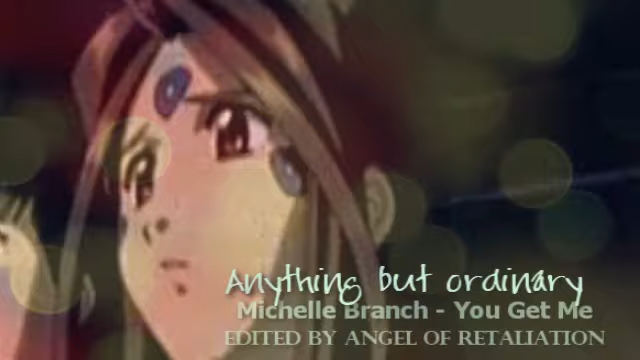 Anything but ordinary
Michelle Branch - You Get Me
EDITED BY ANGEL OF RETALIATION